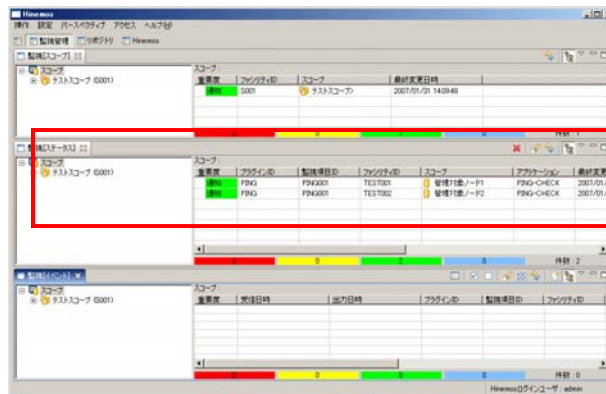 Hinemos
操作 設定 パースペクティブ アクセス ヘルプ(H)
監視管理 リポジトリ Hinemos
監視[スコープ]
スコープ
テストスコープ (S001)
スコープ:
重要度 ファシリティID スコープ 最終変更日時
通知 S001 テストスコープ> 2007/01/31 14:09:48
0 0 1 0 件数 : 1
監視[ステータス]
スコープ
テストスコープ (S001)
スコープ:
重要度 プラグインID 監視項目ID ファシリティID スコープ アプリケーション 最終変更
通知 PING PING001 TEST001 管理対象ノード1 PING-CHECK 2007/01/
通知 PING PING001 TEST002 管理対象ノード2 PING-CHECK 2007/01/
0 0 2 0 件数 : 2
監視[イベント]
スコープ
テストスコープ (S001)
スコープ:
重要度 受信日時 出力日時 プラグインID 監視項目ID ファシリティID
0 0 0 0 件数 : 0
Hinemosログインユーザ : admin